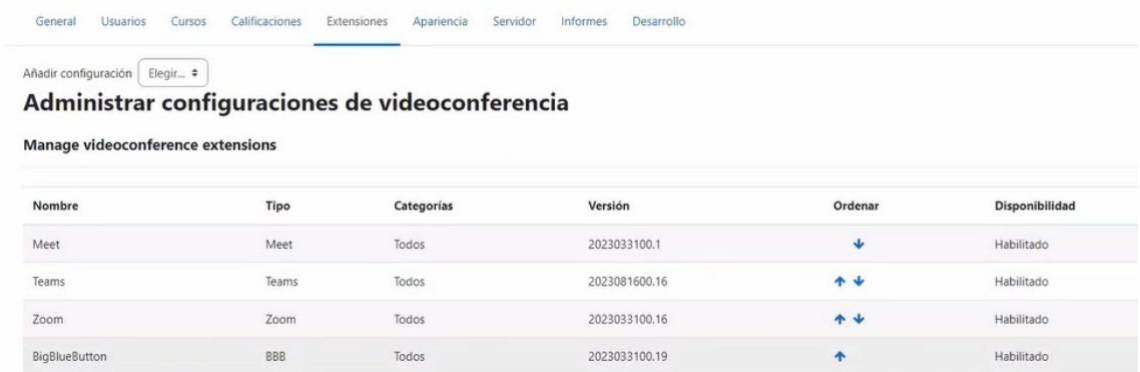 General Usuarios Cursos Calificaciones Extensiones Apariencia Servidor Informes Desarrollo
Añadir configuración Elegir...
Administrar configuraciones de videoconferencia
Manage videoconference extensions
Nombre Tipo Categorías Versión Ordenar Disponibilidad
Meet Meet Todos 2023033100.1 Habilitado
Teams Teams Todos 2023081600.16 Habilitado
Zoom Zoom Todos 2023033100.16 Habilitado
BigBlueButton BBB Todos 2023033100.19 Habilitado